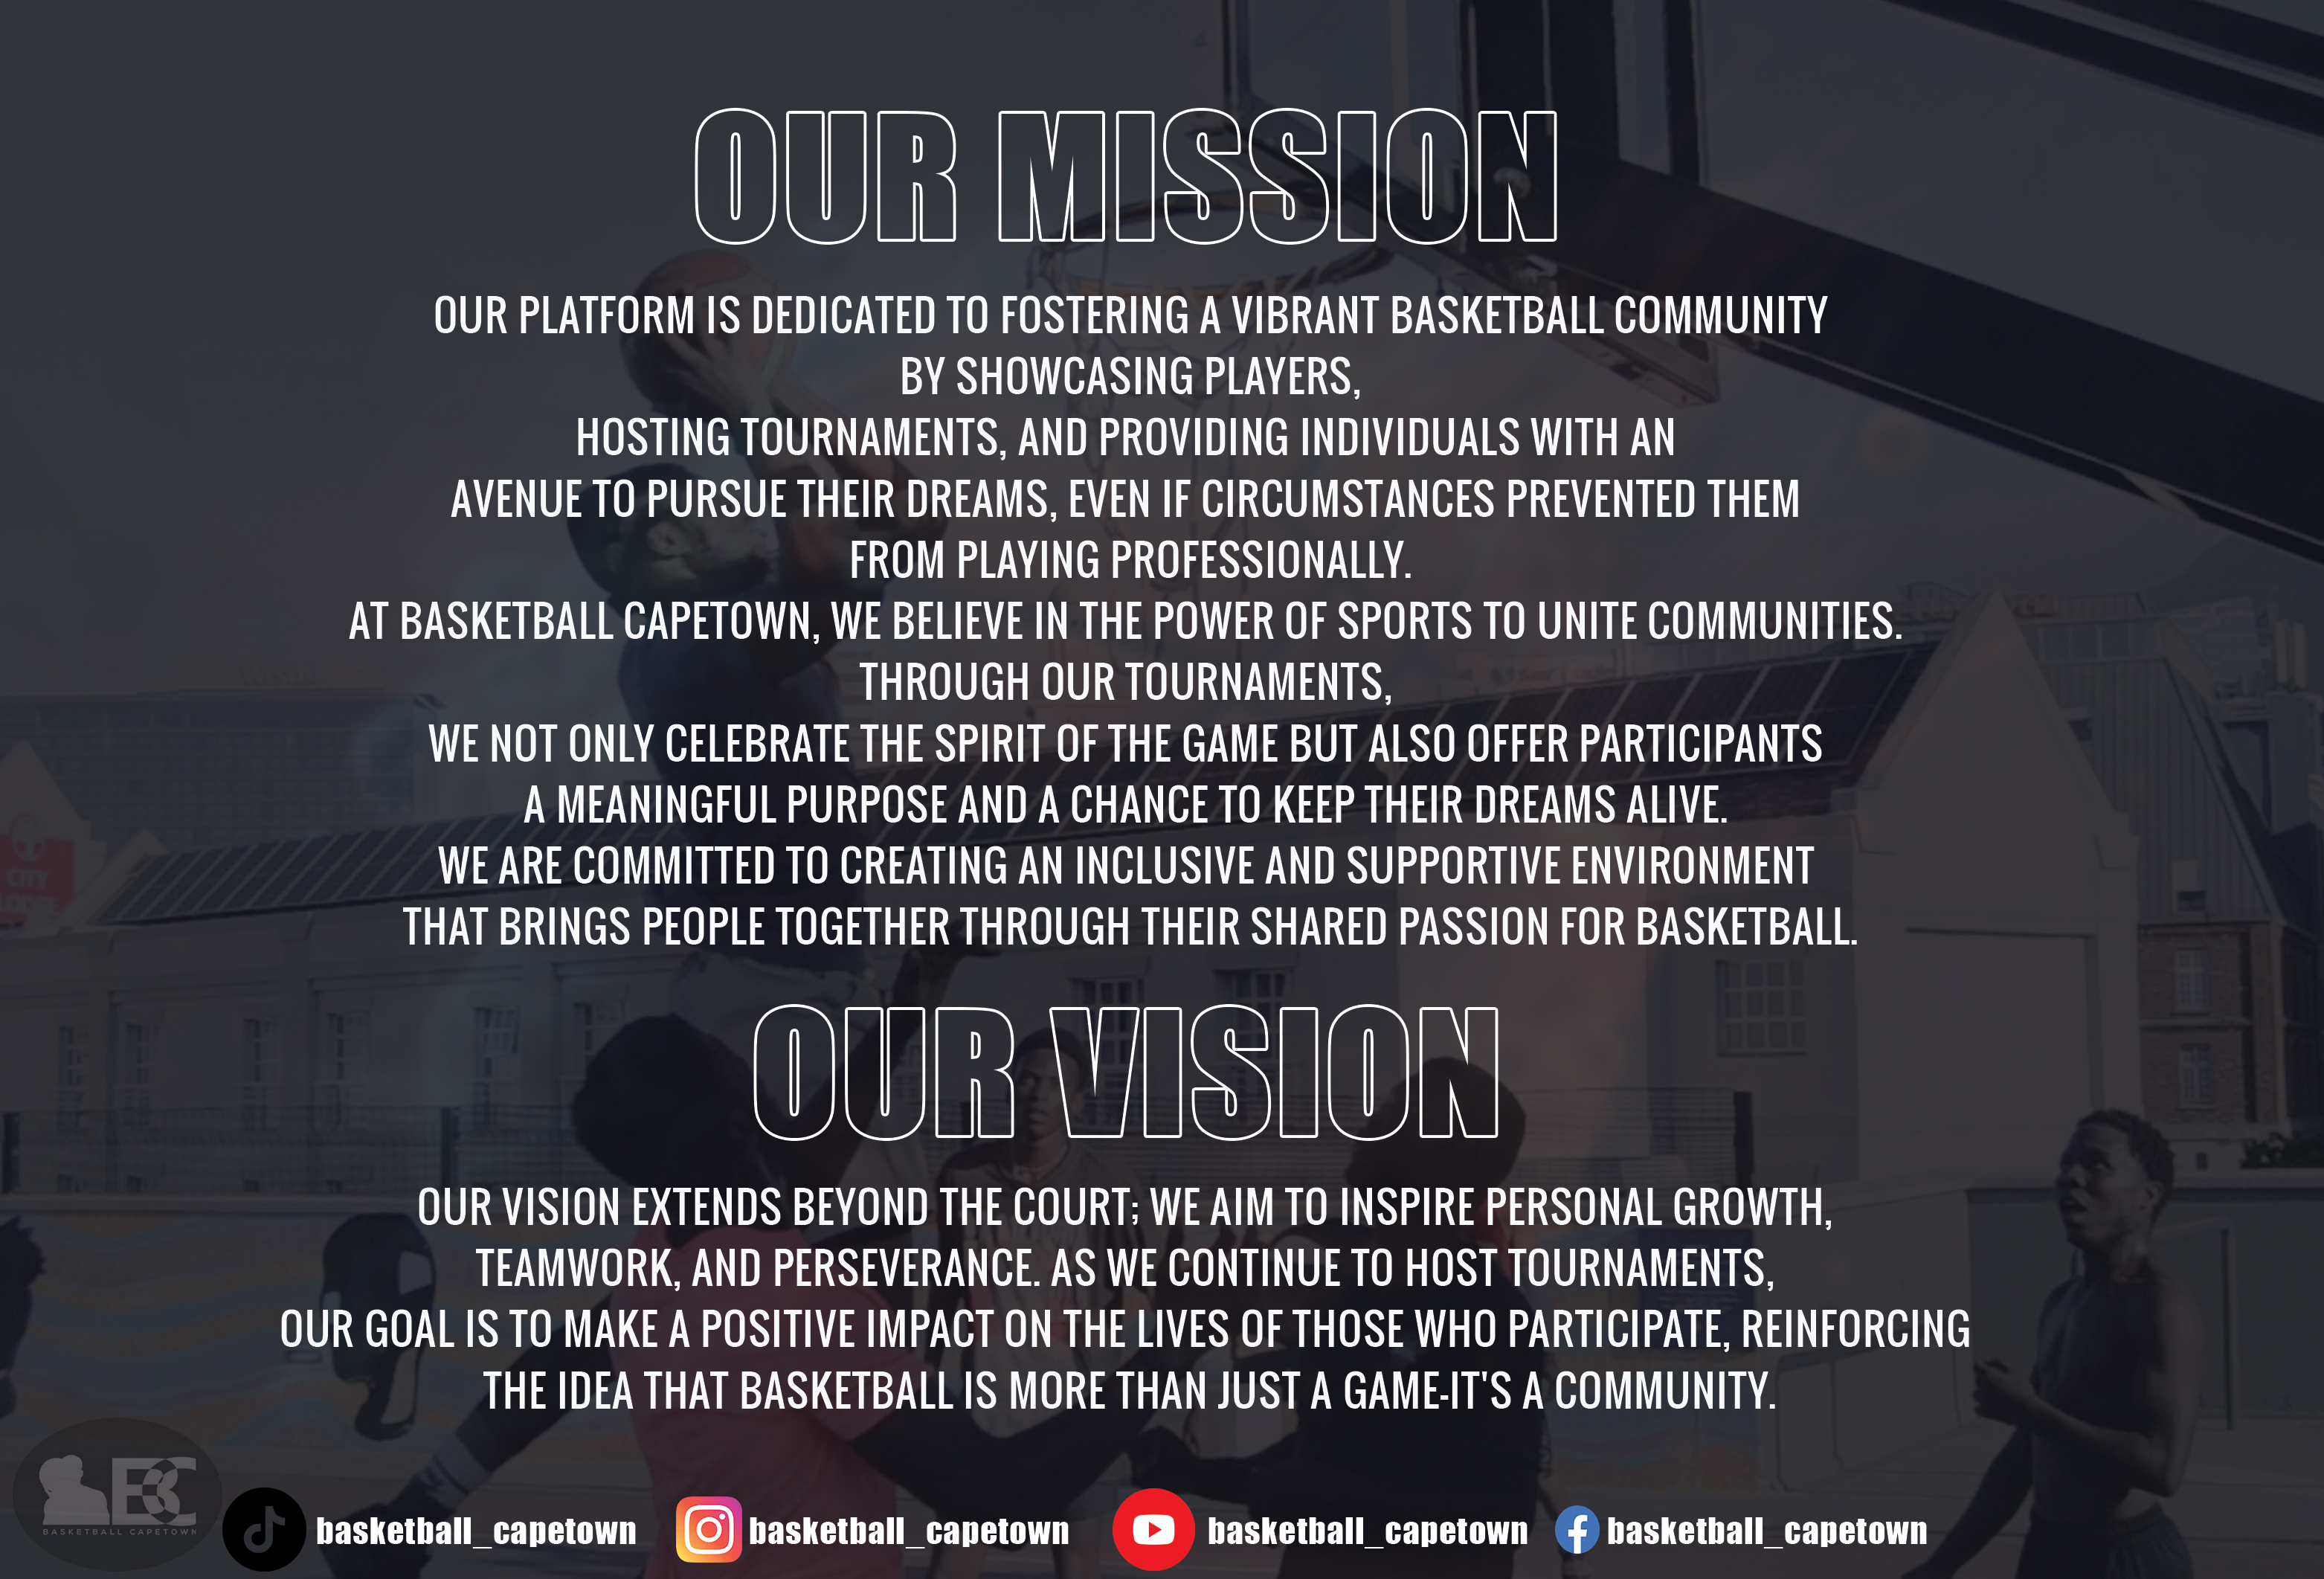 OUR MISSION
OUR PLATFORM IS DEDICATED TO FOSTERING A VIBRANT BASKETBALL COMMUNITY
BY SHOWCASING PLAYERS,
HOSTING TOURNAMENTS, AND PROVIDING INDIVIDUALS WITH AN
AVENUE TO PURSUE THEIR DREAMS, EVEN IF CIRCUMSTANCES PREVENTED THEM
FROM PLAYING PROFESSIONALLY.
AT BASKETBALL CAPETOWN, WE BELIEVE IN THE POWER OF SPORTS TO UNITE COMMUNITIES.
THROUGH OUR TOURNAMENTS,
WE NOT ONLY CELEBRATE THE SPIRIT OF THE GAME BUT ALSO OFFER PARTICIPANTS
A MEANINGFUL PURPOSE AND A CHANCE TO KEEP THEIR DREAMS ALIVE.
WE ARE COMMITTED TO CREATING AN INCLUSIVE AND SUPPORTIVE ENVIRONMENT
THAT BRINGS PEOPLE TOGETHER THROUGH THEIR SHARED PASSION FOR BASKETBALL.
CITY
OUR VISION
OUR VISION EXTENDS BEYOND THE COURT; WE AIM TO INSPIRE PERSONAL GROWTH,
TEAMWORK, AND PERSEVERANCE. AS WE CONTINUE TO HOST TOURNAMENTS,
OUR GOAL IS TO MAKE A POSITIVE IMPACT ON THE LIVES OF THOSE WHO PARTICIPATE, REINFORCING
THE IDEA THAT BASKETBALL IS MORE THAN JUST A GAME-IT'S A COMMUNITY.
BC
BASKETBALL CAPETOWN
basketball_capetown basketball_capetown basketball_capetown basketball_capetown